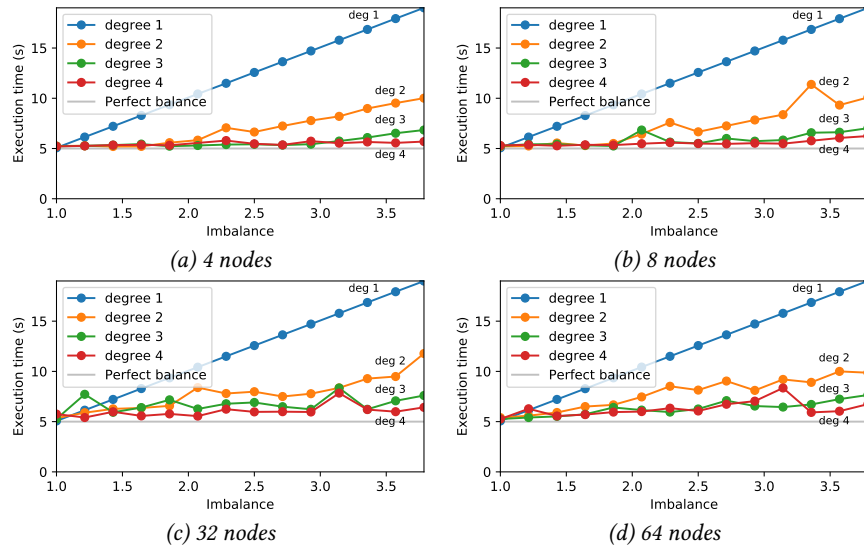 deg 1
degree 1
degree 2
degree 3
degree 4
Perfect balance
deg 2
deg 3
deg 4
Execution time (s)
0
5
10
15
1.0 1.5 2.0 2.5 3.0 3.5
Imbalance
(a) 4 nodes
deg 1
degree 1
degree 2
degree 3
degree 4
Perfect balance
deg 2
deg 3
deg 4
Execution time (s)
0
5
10
15
1.0 1.5 2.0 2.5 3.0 3.5
Imbalance
(b) 8 nodes
deg 1
degree 1
degree 2
degree 3
degree 4
Perfect balance
deg 2
deg 3
deg 4
Execution time (s)
0
5
10
15
1.0 1.5 2.0 2.5 3.0 3.5
Imbalance
(c) 32 nodes
deg 1
degree 1
degree 2
degree 3
degree 4
Perfect balance
deg 2
deg 3
deg 4
Execution time (s)
0
5
10
15
1.0 1.5 2.0 2.5 3.0 3.5
Imbalance
(d) 64 nodes